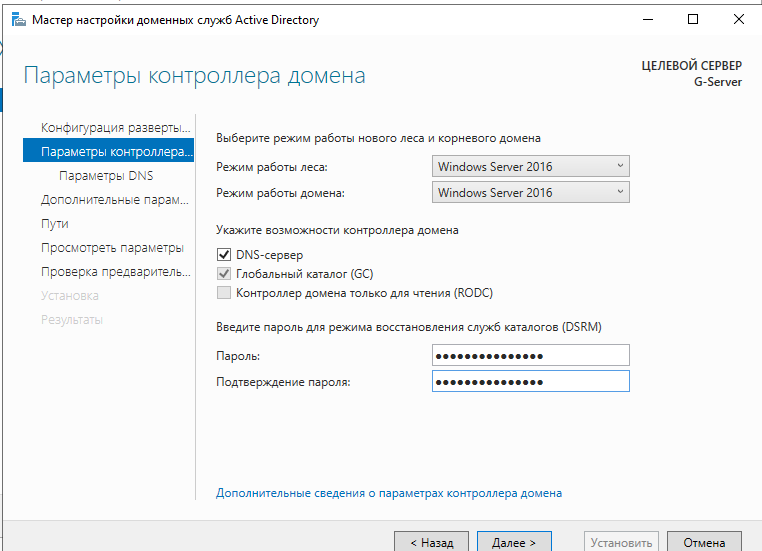 Мастер настройки доменных служб Active Directory
Параметры контроллера домена
ЦЕЛЕВОЙ СЕРВЕР
G-Server
Конфигурация разверты...
Параметры контроллера...
Параметры DNS
Дополнительные парам...
Пути
Просмотреть параметры
Проверка предваритель...
Установка
Результаты
Выберите режим работы нового леса и корневого домена
Режим работы леса: Windows Server 2016
Режим работы домена: Windows Server 2016
Укажите возможности контроллера домена
DNS-сервер
Глобальный каталог (GC)
Контроллер домена только для чтения (RODC)
Введите пароль для режима восстановления служб каталогов (DSRM)
Пароль: ●●●●●●●●●●●●●●●
Подтверждение пароля: ●●●●●●●●●●●●●●●
Дополнительные сведения о параметрах контроллера домена
< Назад Далее > Установить Отмена